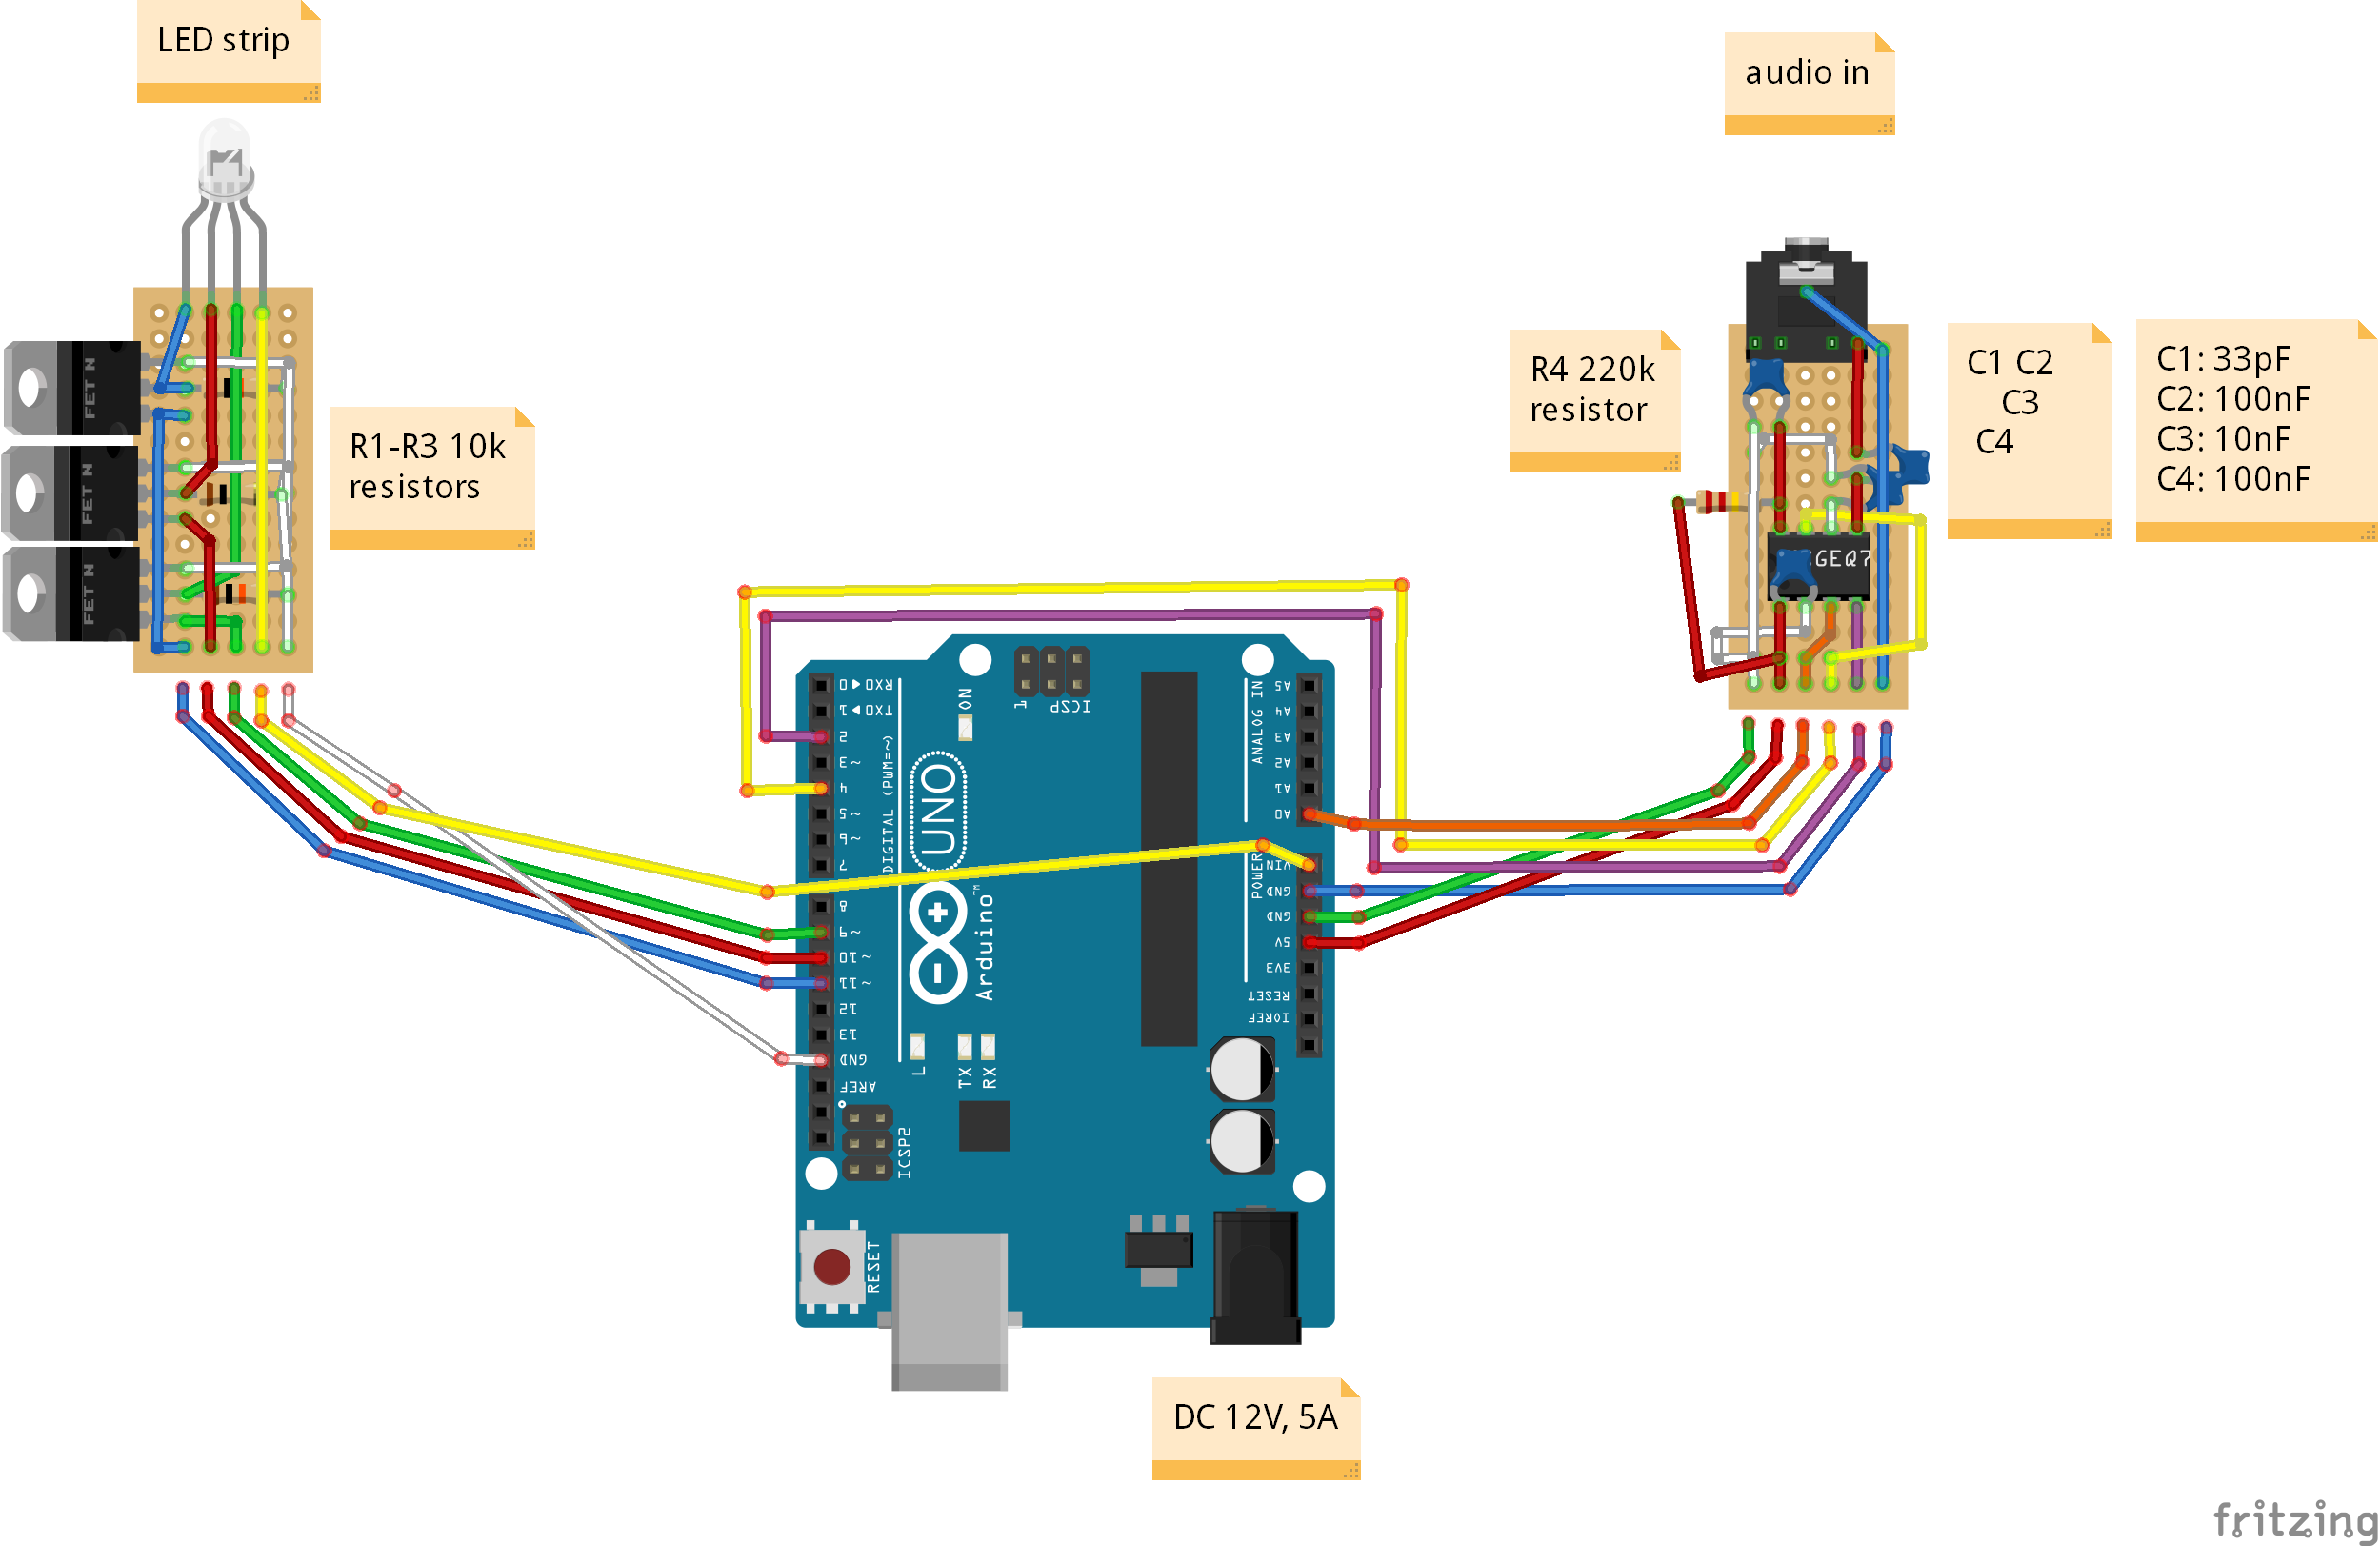 LED strip
audio in
FET N
FET N
FET N
R1-R3 10k
resistors
R4 220k
resistor
C1 C2
C3
C4
C1: 33pF
C2: 100nF
C3: 10nF
C4: 100nF
GEQ7
RX0 0
TX0 1
2
~3
4
~5
~6
7
8
~9
~10
~11
12
13
GND
AREF
DIGITAL (PWM=~)
ON
1
ICSP
UNO
Arduino™
ANALOG IN
A5
A4
A3
A2
A1
A0
POWER
VIN
GND
GND
5V
3V3
RESET
IOREF
L
TX
RX
ICSP2
RESET
DC 12V, 5A
fritzing